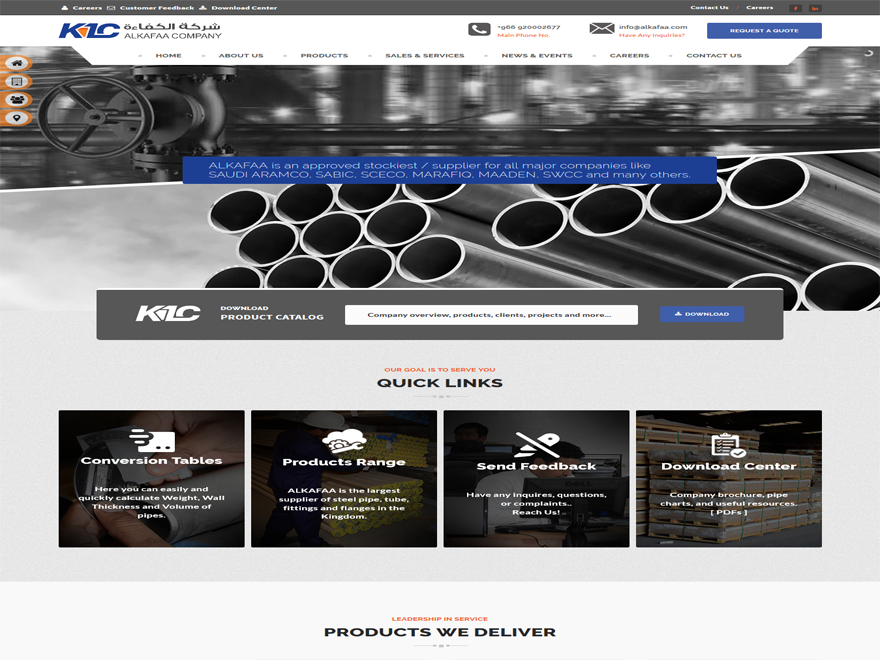 Careers Customer Feedback Download Center
Contact Us / Careers
KLC شركة الكفاءة
ALKAFAA COMPANY
+966 920002677
Main Phone No.
info@alkafaa.com
Have Any Inquiries?
REQUEST A QUOTE
HOME ABOUT US PRODUCTS SALES & SERVICES NEWS & EVENTS CAREERS CONTACT US
ALKAFAA is an approved stockiest / supplier for all major companies like
SAUDI ARAMCO, SABIC, SCECO, MARAFIQ, MAADEN, SWCC and many others.
KLC
DOWNLOAD
PRODUCT CATALOG
Company overview, products, clients, projects and more...
DOWNLOAD
OUR GOAL IS TO SERVE YOU
QUICK LINKS
Conversion Tables
Here you can easily and
quickly calculate Weight, Wall
Thickness and Volume of
pipes.
Products Range
ALKAFAA is the largest
supplier of steel pipe, tube,
fittings and flanges in the
Kingdom.
Send Feedback
Have any inquires, questions,
or complaints..
Reach Us!
Download Center
Company brochure, pipe
charts, and useful resources.
[ PDFs ]
LEADERSHIP IN SERVICE
PRODUCTS WE DELIVER